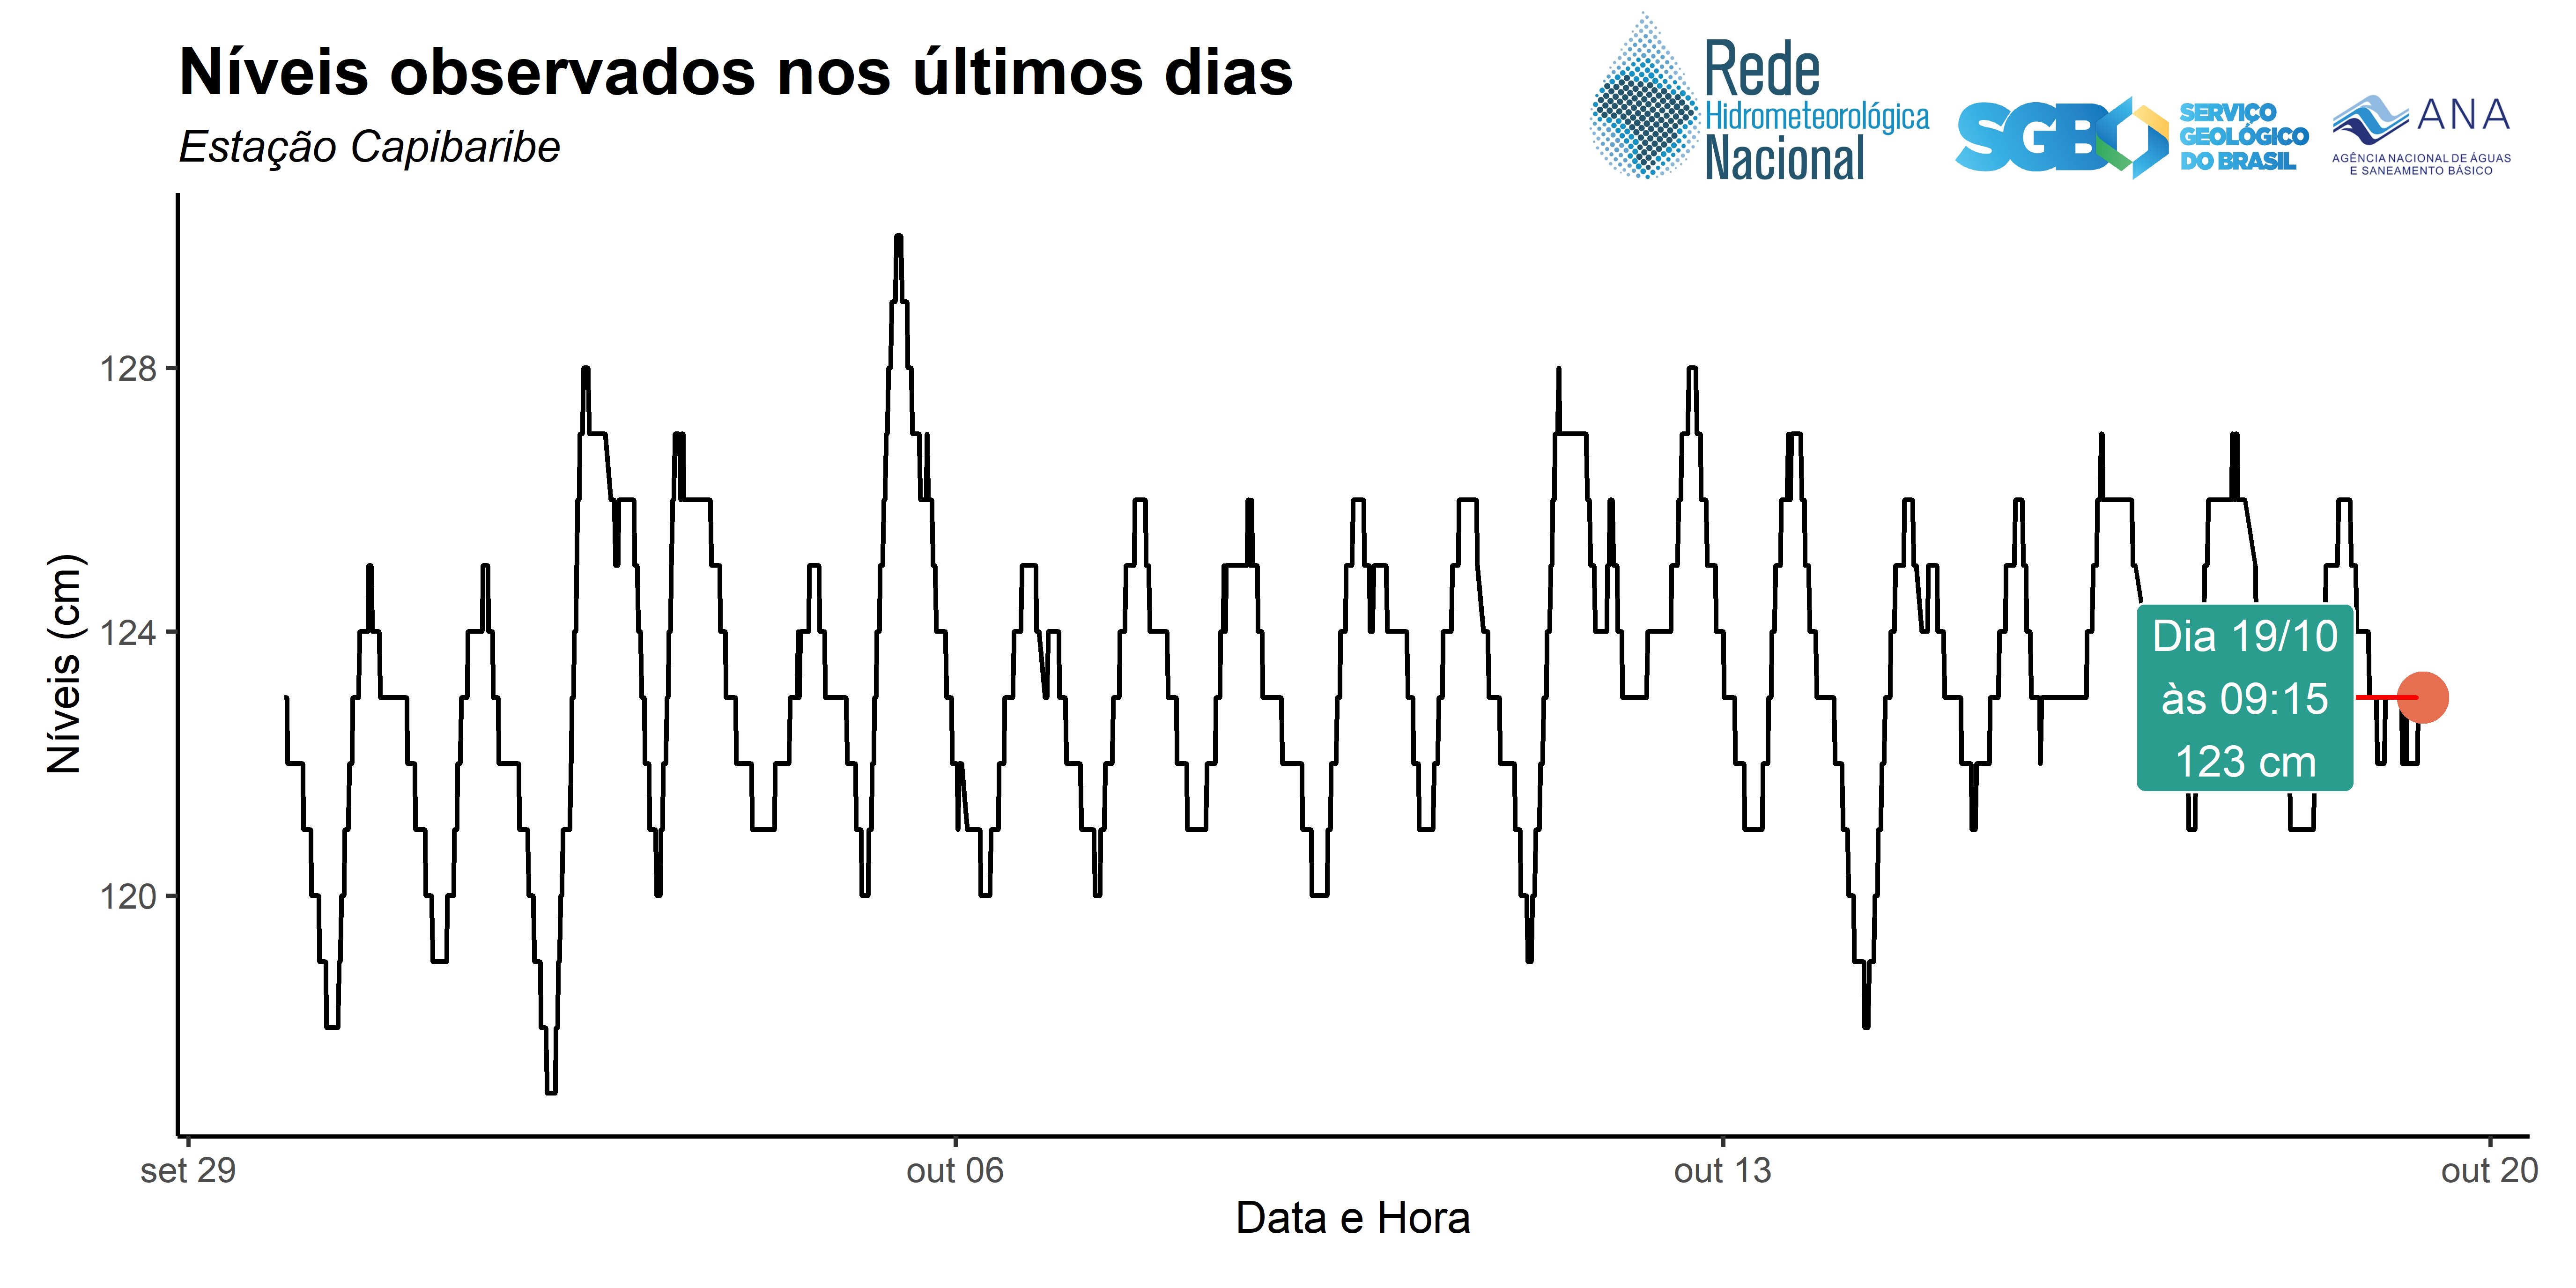 Níveis observados nos últimos dias
Estação Capibaribe
Rede
Hidrometeorológica
Nacional
SGB
SERVIÇO
GEOLÓGICO
DO BRASIL
ANA
AGÊNCIA NACIONAL DE ÁGUAS
E SANEAMENTO BÁSICO
Níveis (cm)
128
124
120
Dia 19/10
às 09:15
123 cm
set 29
out 06
out 13
out 20
Data e Hora